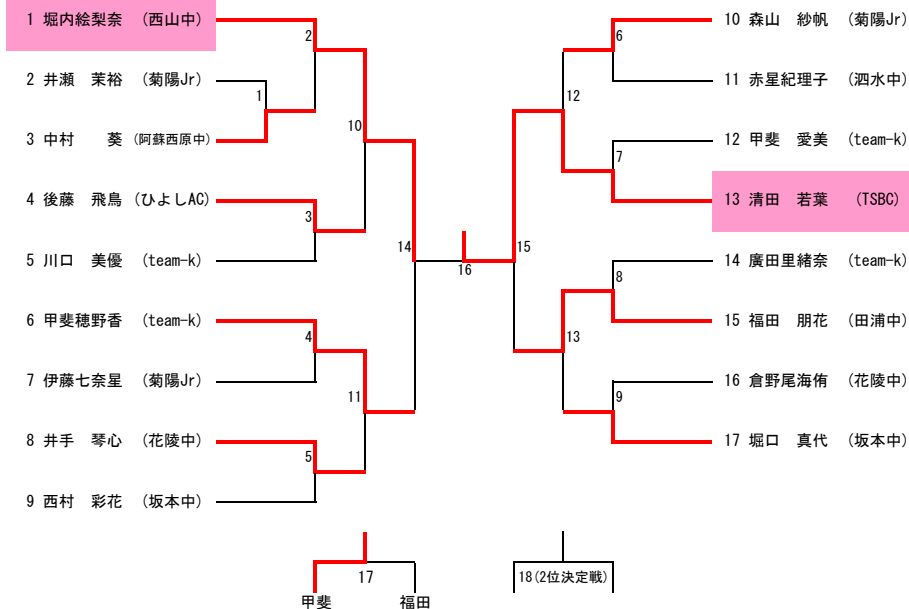 1 堀内絵梨奈 (西山中)
2 井瀬 茉裕 (菊陽Jr)
3 中村 葵 (阿蘇西原中)
4 後藤 飛鳥 (ひよしAC)
5 川口 美優 (team-k)
6 甲斐穂野香 (team-k)
7 伊藤七奈星 (菊陽Jr)
8 井手 琴心 (花陵中)
9 西村 彩花 (坂本中)
2
1
10
3
14
4
11
5
16
6
12
7
15
8
13
9
10 森山 紗帆 (菊陽Jr)
11 赤星紀理子 (泗水中)
12 甲斐 愛美 (team-k)
13 清田 若葉 (TSBC)
14 廣田里緒奈 (team-k)
15 福田 朋花 (田浦中)
16 倉野尾海侑 (花陵中)
17 堀口 真代 (坂本中)
17
甲斐 福田
18(2位決定戦)